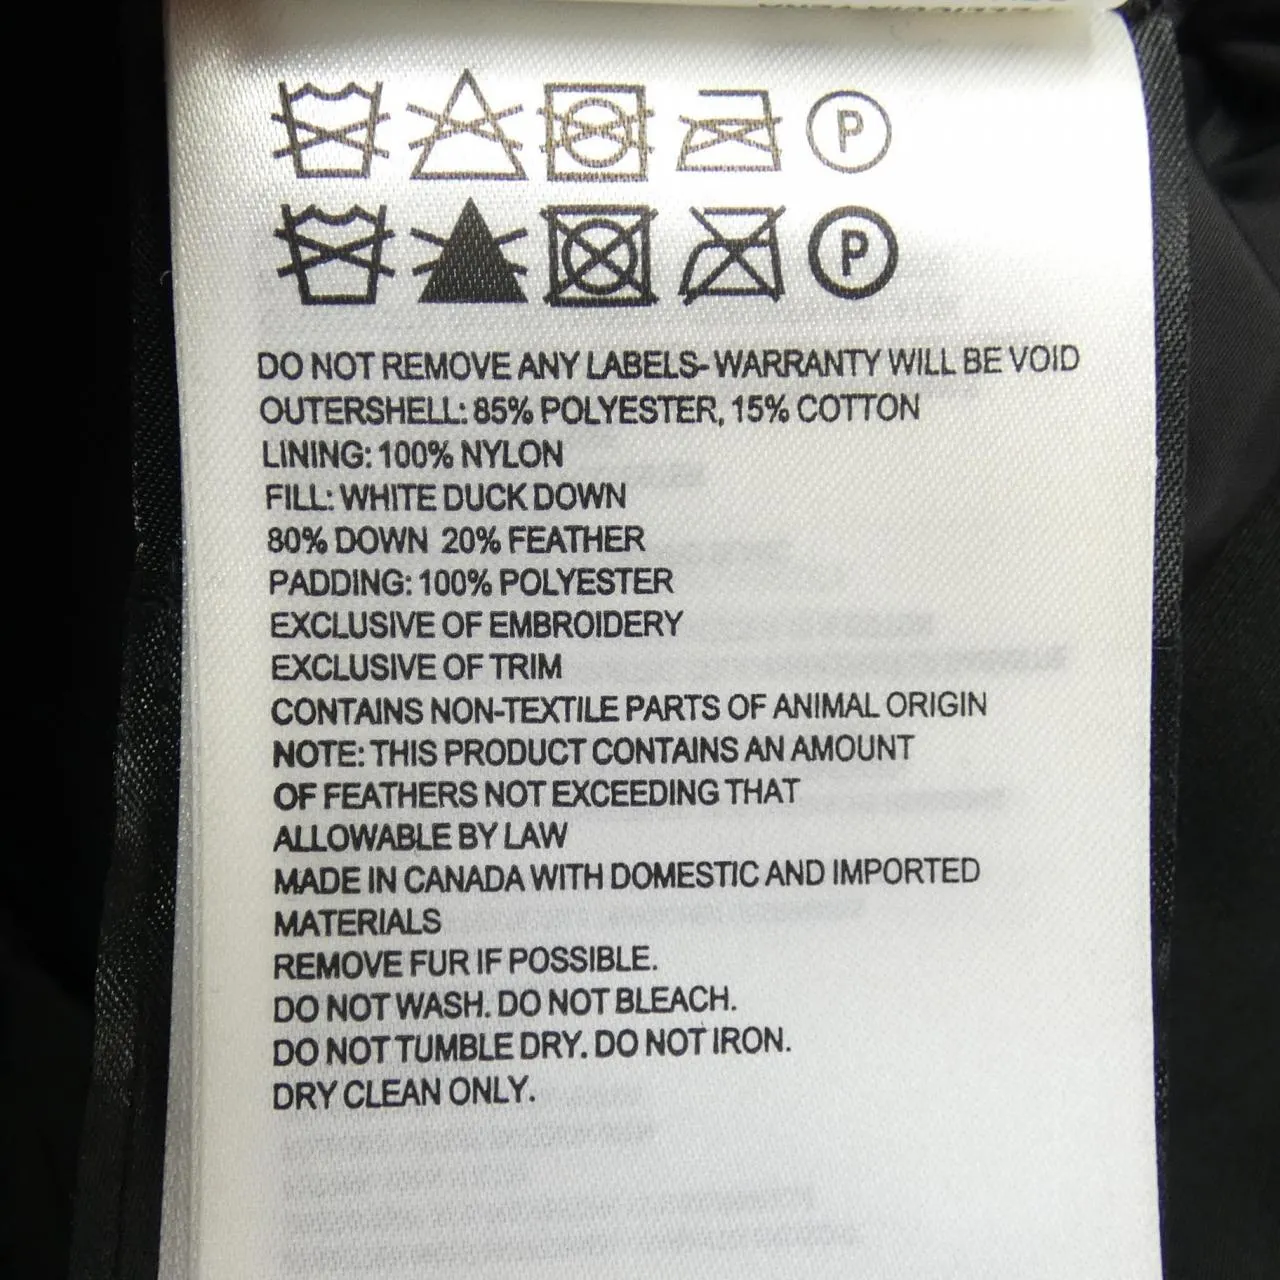 P
P
DO NOT REMOVE ANY LABELS-WARRANTY WILL BE VOID
OUTERSHELL: 85% POLYESTER, 15% COTTON
LINING: 100% NYLON
FILL: WHITE DUCK DOWN
80% DOWN 20% FEATHER
PADDING: 100% POLYESTER
EXCLUSIVE OF EMBROIDERY
EXCLUSIVE OF TRIM
CONTAINS NON-TEXTILE PARTS OF ANIMAL ORIGIN
NOTE: THIS PRODUCT CONTAINS AN AMOUNT
OF FEATHERS NOT EXCEEDING THAT
ALLOWABLE BY LAW
MADE IN CANADA WITH DOMESTIC AND IMPORTED
MATERIALS
REMOVE FUR IF POSSIBLE.
DO NOT WASH. DO NOT BLEACH.
DO NOT TUMBLE DRY. DO NOT IRON.
DRY CLEAN ONLY.